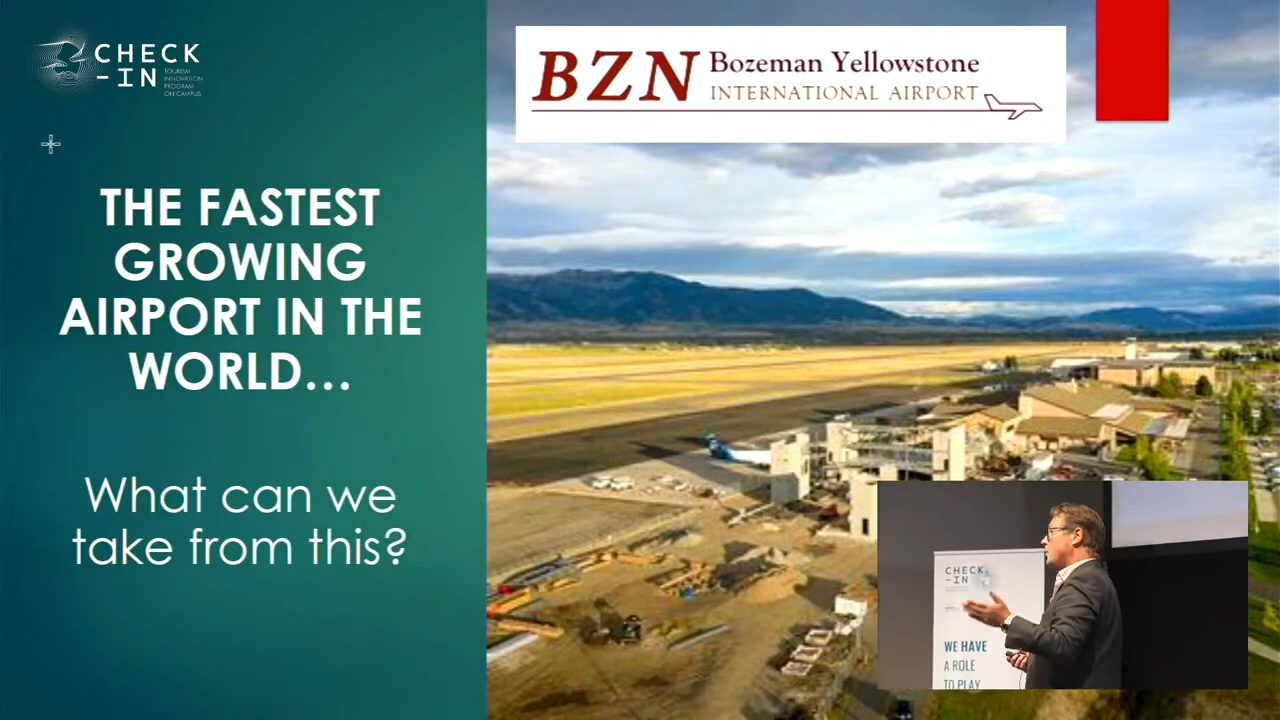 CHECK
-IN
TOURISM
INNOVATION
PROGRAM
ON CAMPUS
THE FASTEST
GROWING
AIRPORT IN THE
WORLD...
What can we
take from this?
BZN
Bozeman Yellowstone
INTERNATIONAL AIRPORT
CHECK
-IN
WE HAVE
A ROLE
TO PLAY